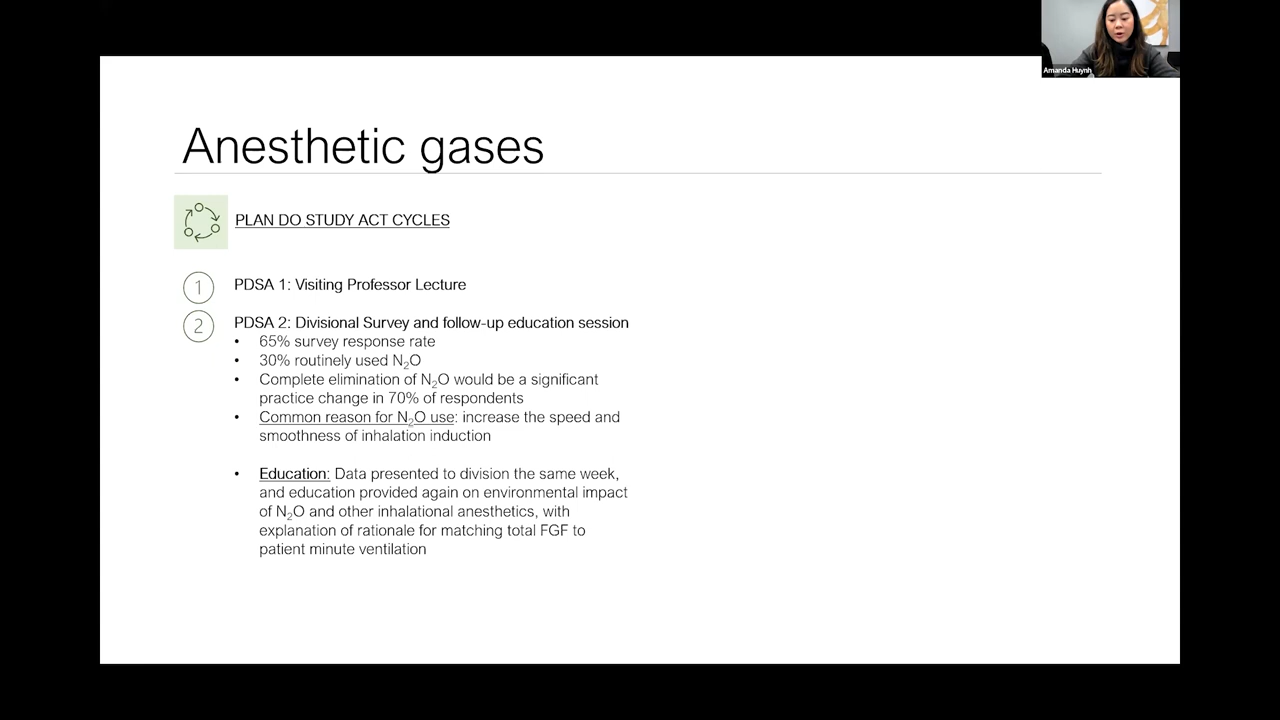 Amanda Huynh
Anesthetic gases
PLAN DO STUDY ACT CYCLES
1
PDSA 1: Visiting Professor Lecture
2
PDSA 2: Divisional Survey and follow-up education session
• 65% survey response rate
• 30% routinely used N₂O
• Complete elimination of N₂O would be a significant
practice change in 70% of respondents
• Common reason for N₂O use: increase the speed and
smoothness of inhalation induction
• Education: Data presented to division the same week,
and education provided again on environmental impact
of N₂O and other inhalational anesthetics, with
explanation of rationale for matching total FGF to
patient minute ventilation